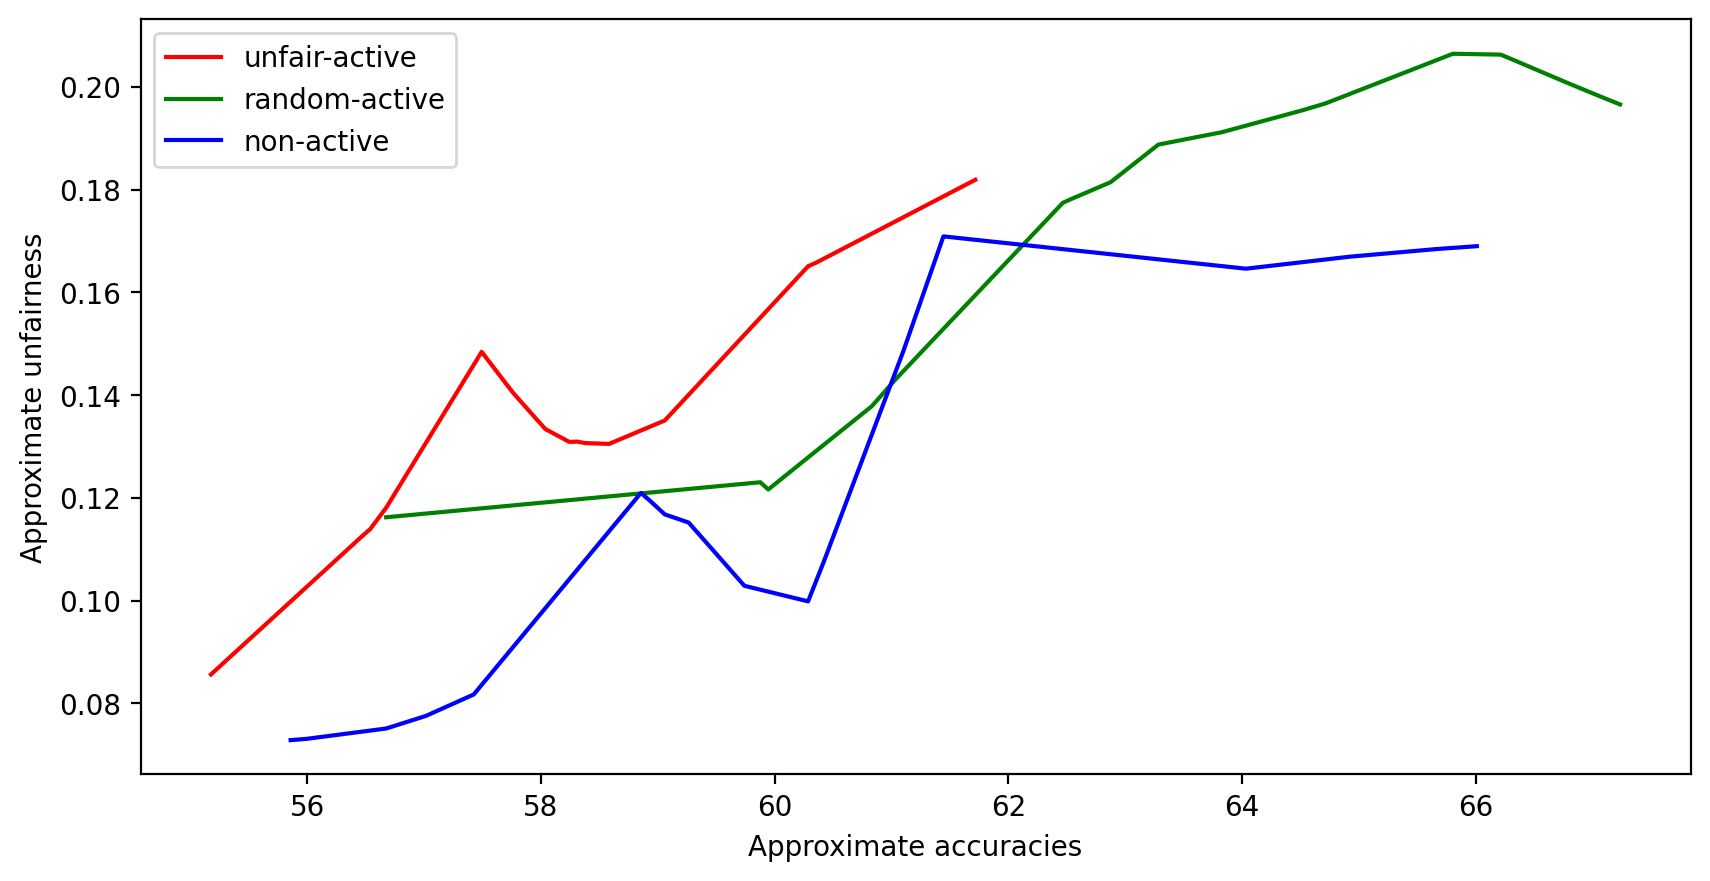 unfair-active
random-active
non-active
0.20
0.18
0.16
0.14
0.12
0.10
0.08
Approximate unfairness
56 58 60 62 64 66
Approximate accuracies